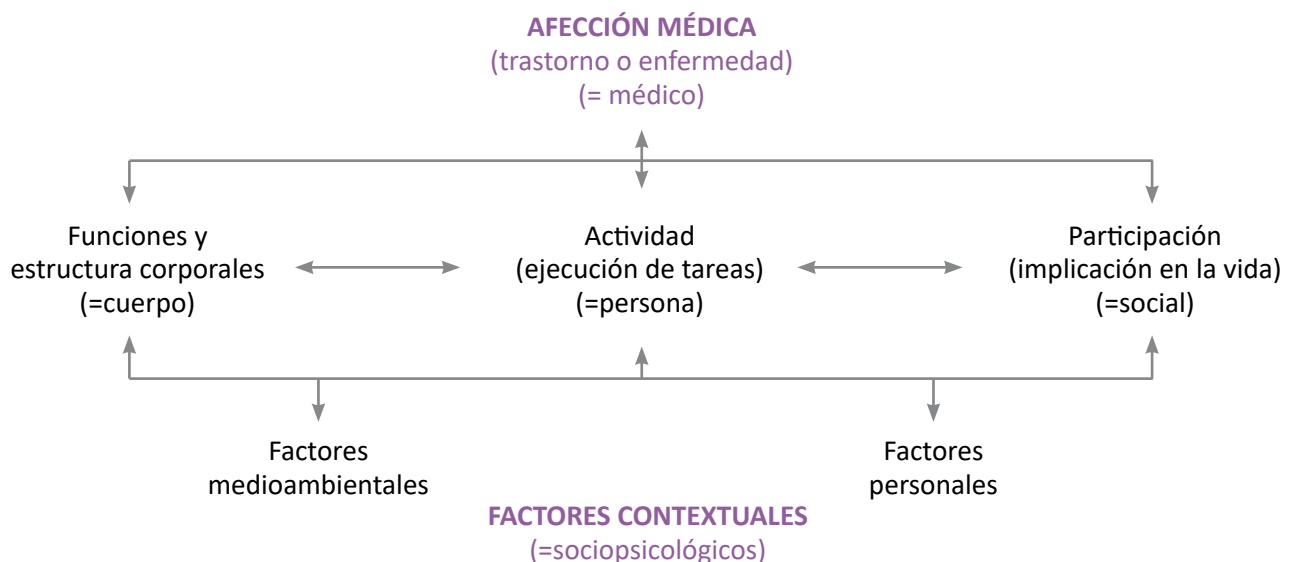 AFECCIÓN MÉDICA
(trastorno o enfermedad)
(= médico)
Funciones y
estructura corporales
(=cuerpo)
Actividad
(ejecución de tareas)
(=persona)
Participación
(implicación en la vida)
(=social)
Factores
medioambientales
Factores
personales
FACTORES CONTEXTUALES
(=sociopsicológicos)